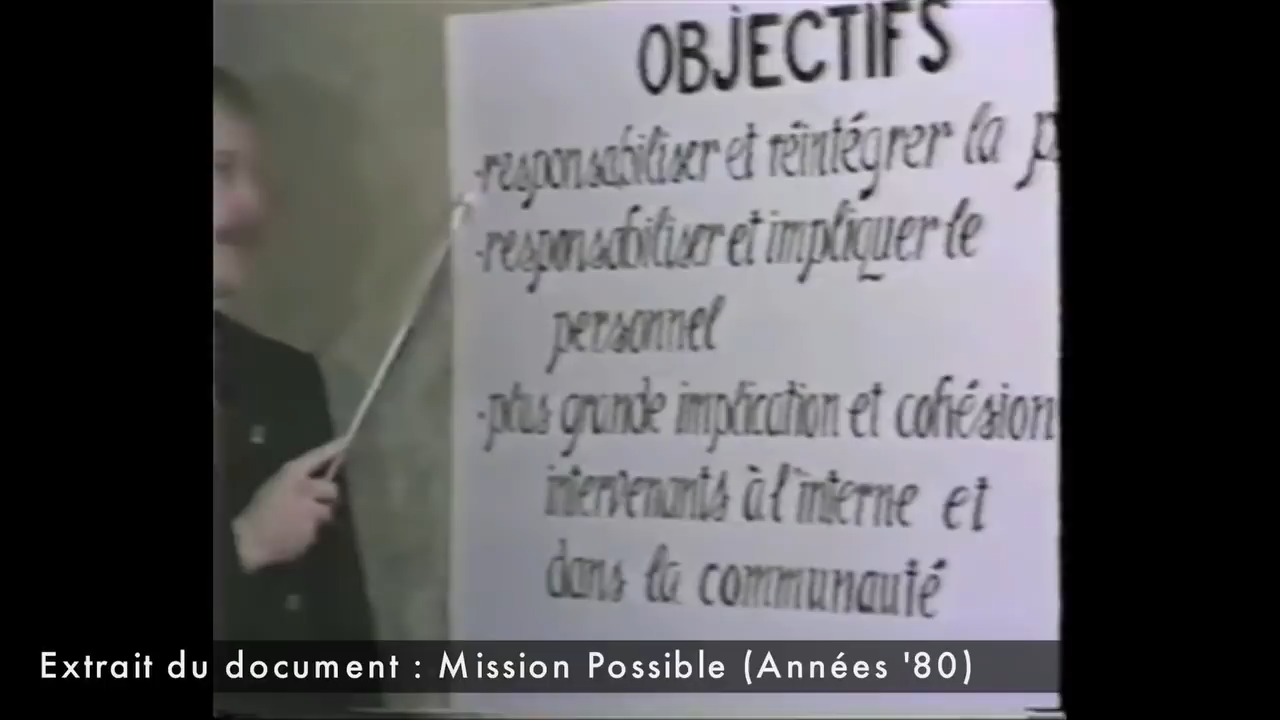 OBJECTIFS
-responsabiliser et réintégrer la p
-responsabiliser et impliquer le
personnel
-plus grande implication et cohésion
intervenants à l'interne et
dans la communauté
Extrait du document : Mission Possible (Années '80)